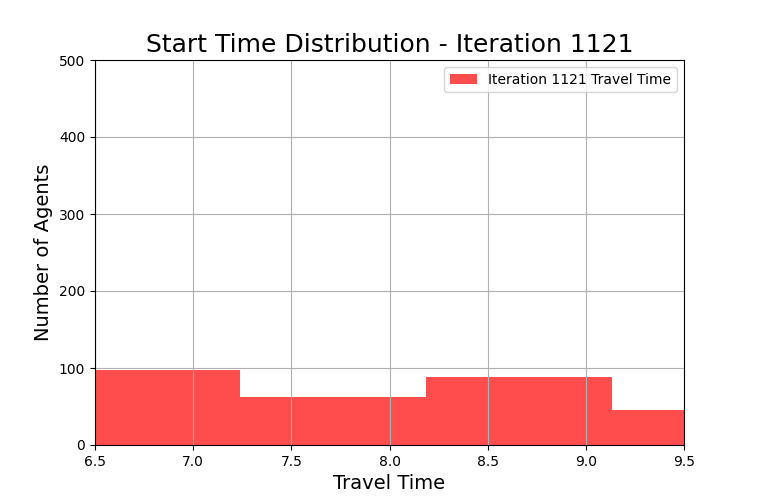 Start Time Distribution - Iteration 1121
Iteration 1121 Travel Time
Number of Agents
500
400
300
200
100
0
6.5 7.0 7.5 8.0 8.5 9.0 9.5
Travel Time